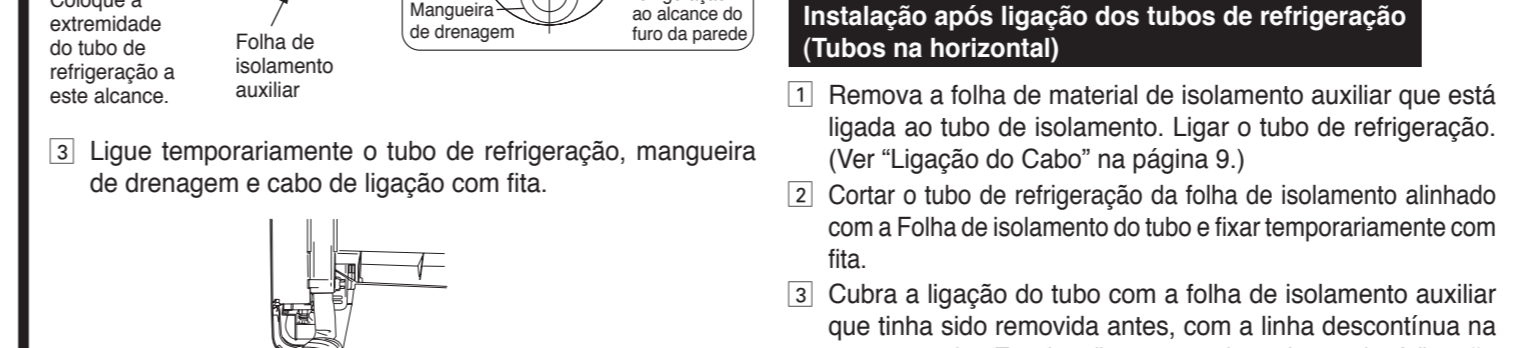 extremidade
do tubo de
refrigeração a
este alcance.
Folha de
isolamento
auxiliar
Mangueira
de drenagem
ao alcance do
furo da parede
3 Ligue temporariamente o tubo de refrigeração, mangueira
de drenagem e cabo de ligação com fita.
Instalação após ligação dos tubos de refrigeração
(Tubos na horizontal)
1 Remova a folha de material de isolamento auxiliar que está
ligada ao tubo de isolamento. Ligar o tubo de refrigeração.
(Ver “Ligação do Cabo” na página 9.)
2 Cortar o tubo de refrigeração da folha de isolamento alinhado
com a Folha de isolamento do tubo e fixar temporariamente com
fita.
3 Cubra a ligação do tubo com a folha de isolamento auxiliar
que tinha sido removida antes, com a linha descontínua na